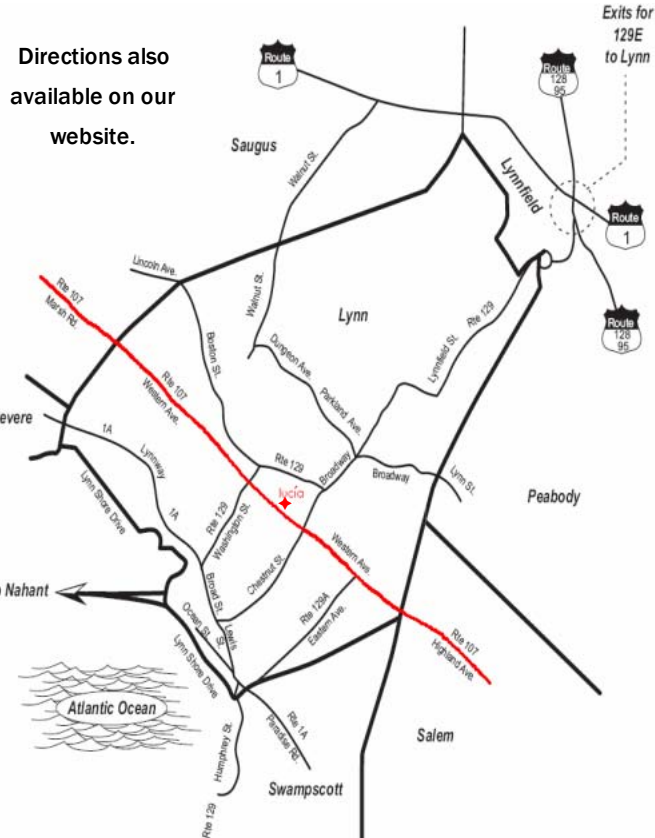 Directions also
available on our
website.
Exits for
129E
to Lynn
Route
1
Route
128
95
Saugus
Walnut St.
Lynnfield
Route
1
Lincoln Ave.
Rte 107
Marsh Rd.
Walnut St.
Lynn
Rte 129
Lynnfield St.
Route
128
95
Boston St.
Dungeon Ave.
Parkland Ave.
Rte 107
Western Ave.
evere
1A
Lynnway
Rte 129
Broadway
Broadway
Lynn St.
Peabody
Lynn Shore Drive
1A
lucía
Rte 129
Washington St.
Western Ave.
Nahant
Broad St.
Chestnut St.
Rte 129A
Eastern Ave.
Ocean St.
Lewis
St.
Lynn Shore Drive
Rte 107
Highland Ave.
Atlantic Ocean
Rte 1A
Paradise Rd.
Salem
Humphrey St.
Swampscott
Rte 129